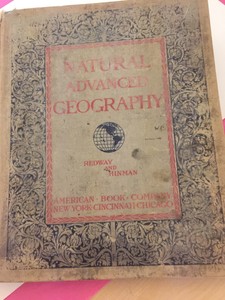 NATURAL
ADVANCED
GEOGRAPHY
REDWAY
AND
HINMAN
AMERICAN · BOOK · COMPANY
NEW YORK · CINCINNATI · CHICAGO